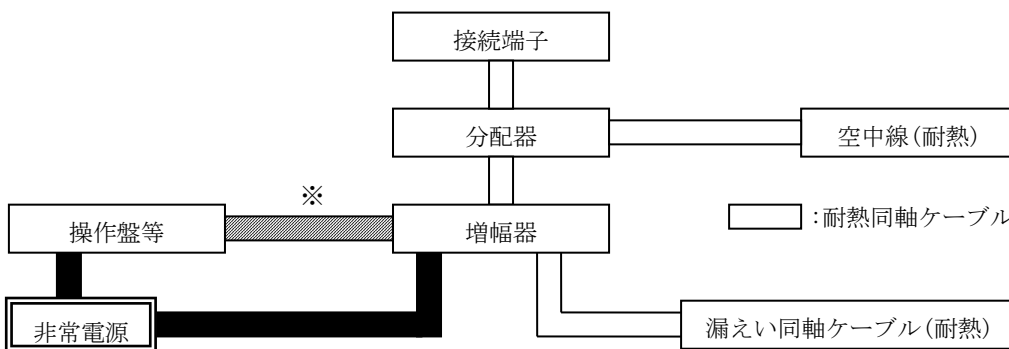 接続端子
分配器
空中線(耐熱)
※
操作盤等
増幅器
:耐熱同軸ケーブル
非常電源
漏えい同軸ケーブル(耐熱)